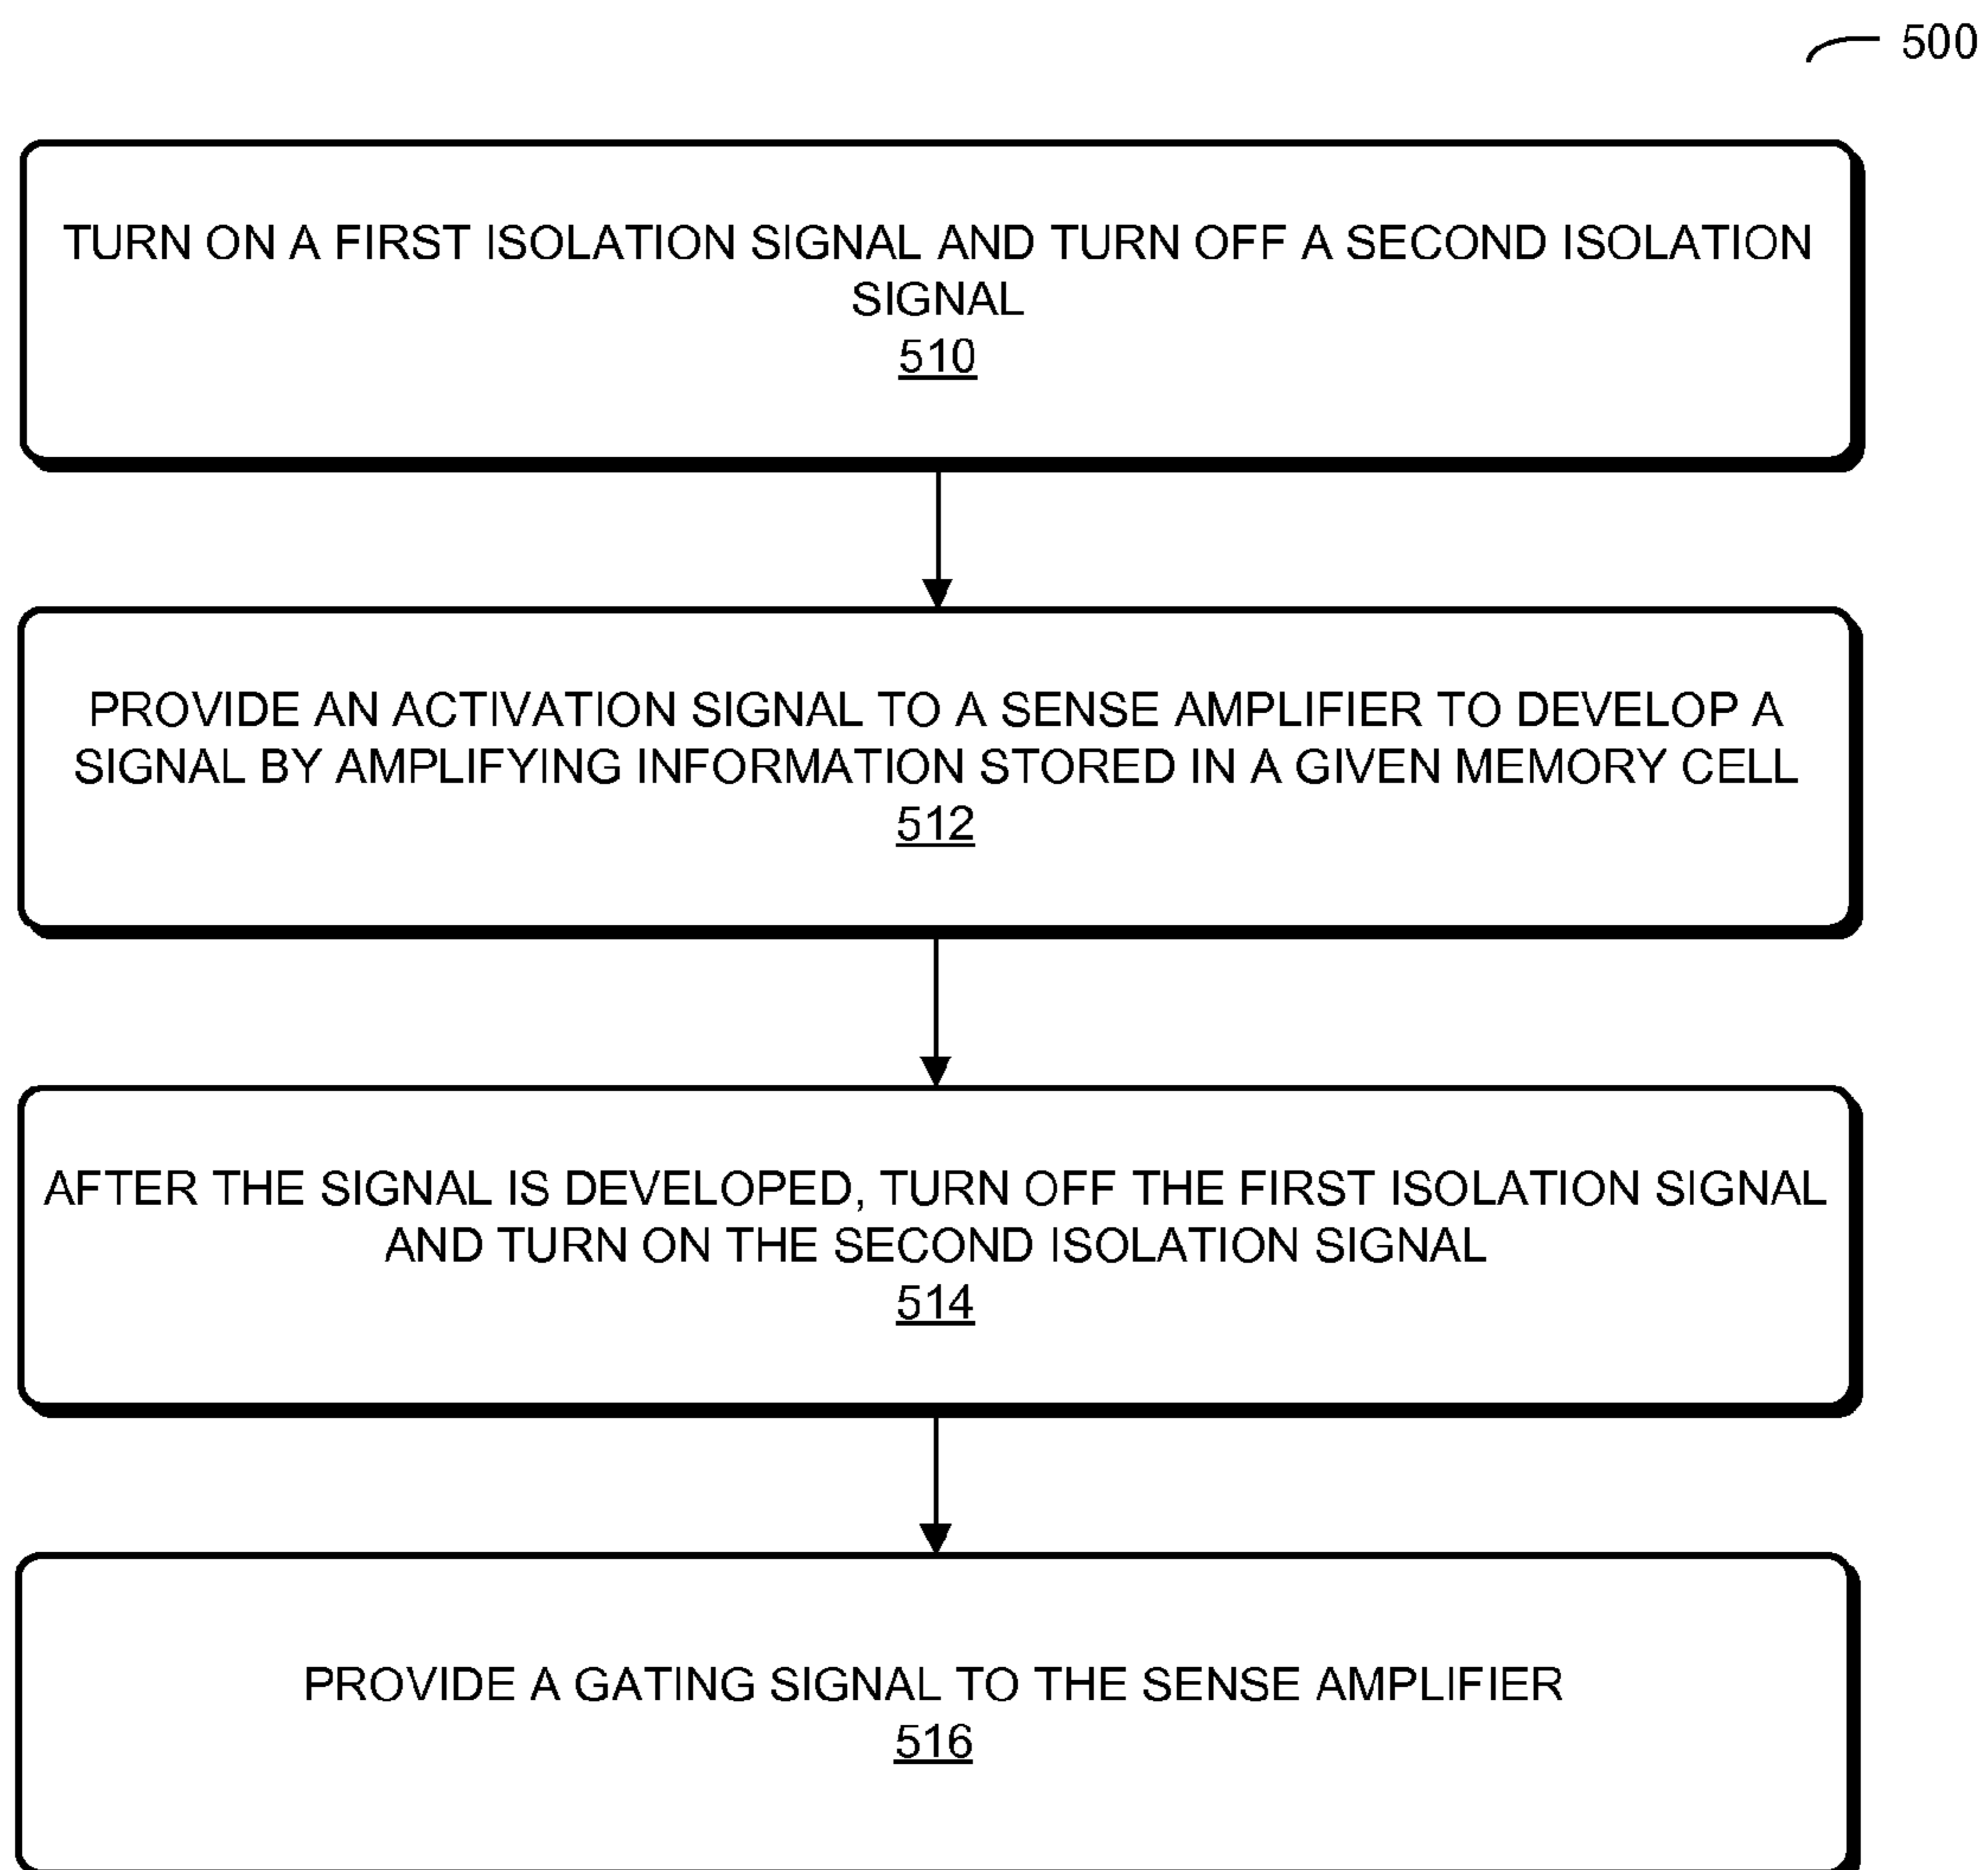 500
TURN ON A FIRST ISOLATION SIGNAL AND TURN OFF A SECOND ISOLATION
SIGNAL
510
PROVIDE AN ACTIVATION SIGNAL TO A SENSE AMPLIFIER TO DEVELOP A
SIGNAL BY AMPLIFYING INFORMATION STORED IN A GIVEN MEMORY CELL
512
AFTER THE SIGNAL IS DEVELOPED, TURN OFF THE FIRST ISOLATION SIGNAL
AND TURN ON THE SECOND ISOLATION SIGNAL
514
PROVIDE A GATING SIGNAL TO THE SENSE AMPLIFIER
516